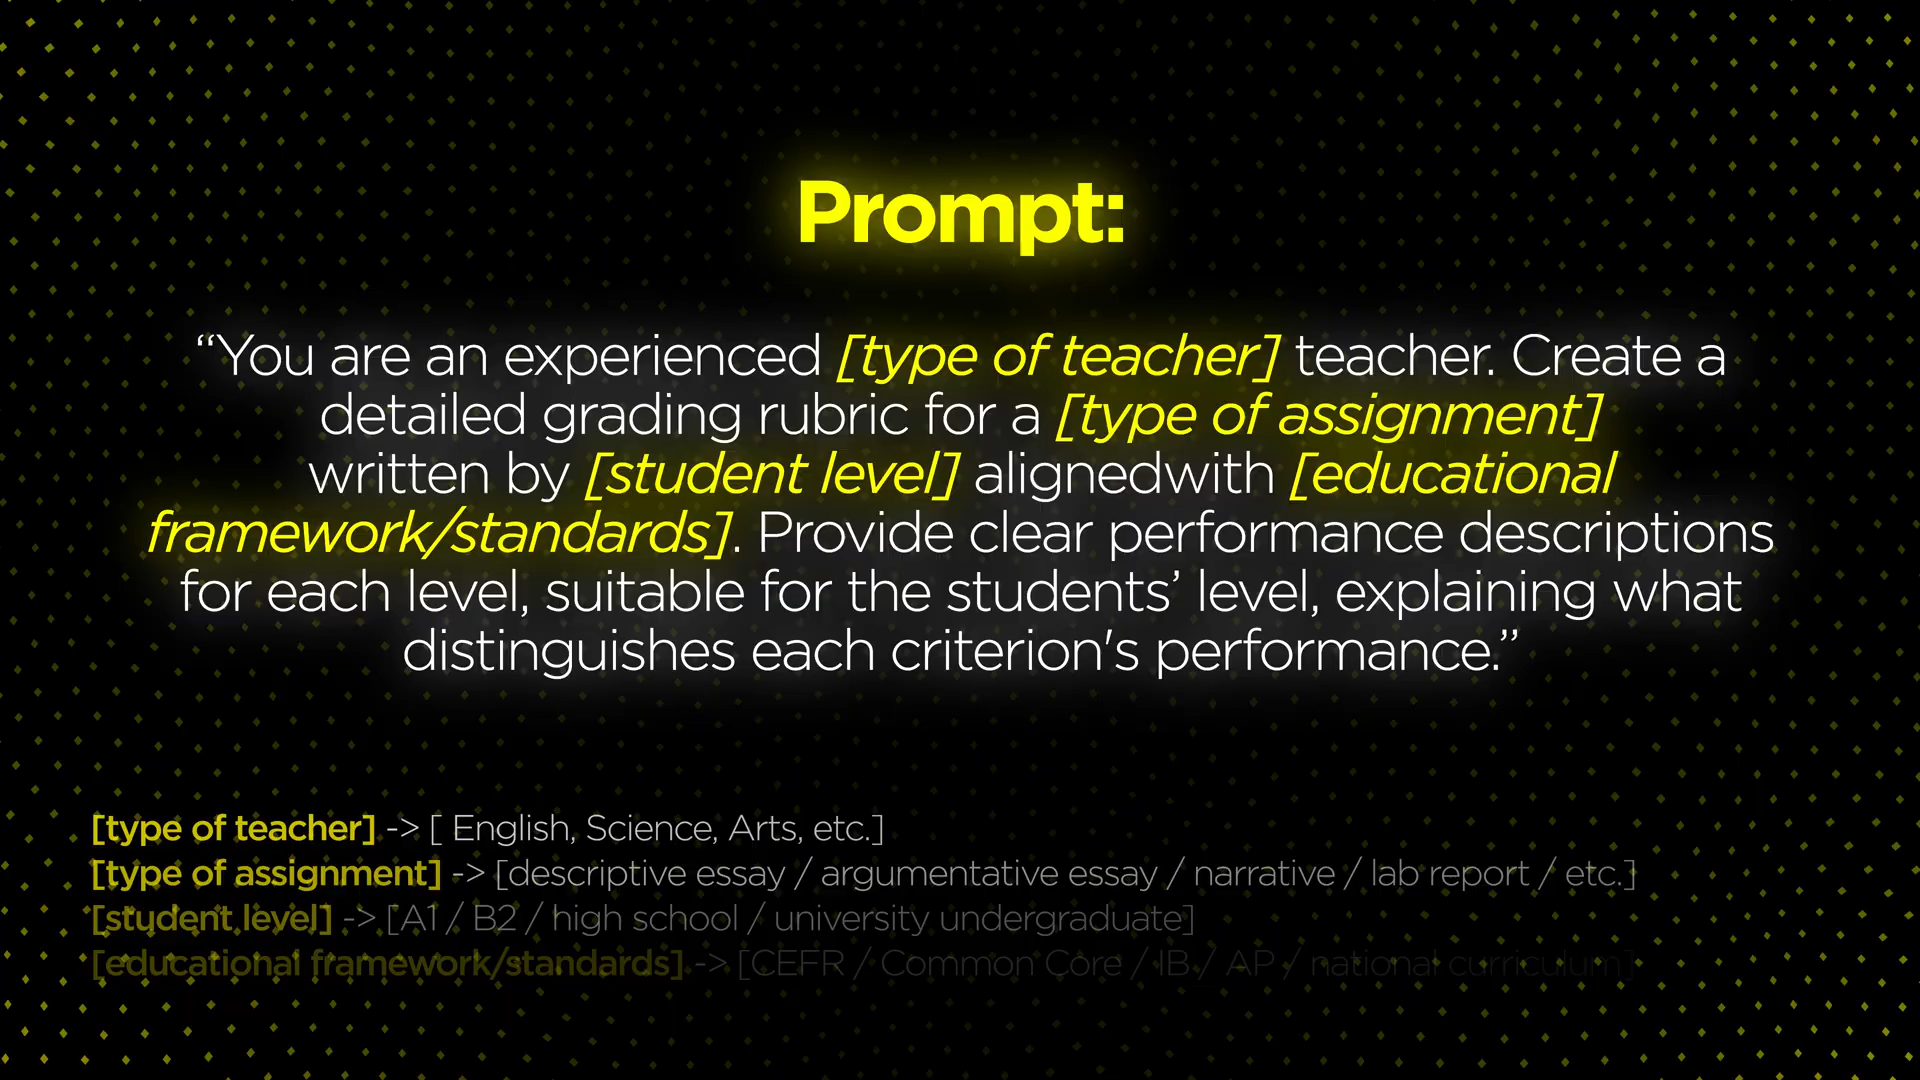 Prompt:
“You are an experienced [type of teacher] teacher. Create a
detailed grading rubric for a [type of assignment]
written by [student level] alignedwith [educational
framework/standards]. Provide clear performance descriptions
for each level, suitable for the students’ level, explaining what
distinguishes each criterion's performance.”
[type of teacher] -> [ English, Science, Arts, etc.]
[type of assignment] -> [descriptive essay / argumentative essay / narrative / lab report / etc.]
[student level] -> [A1 / B2 / high school / university undergraduate]
[educational framework/standards] -> [CEFR / Common Core / IB / AP / national curriculum]